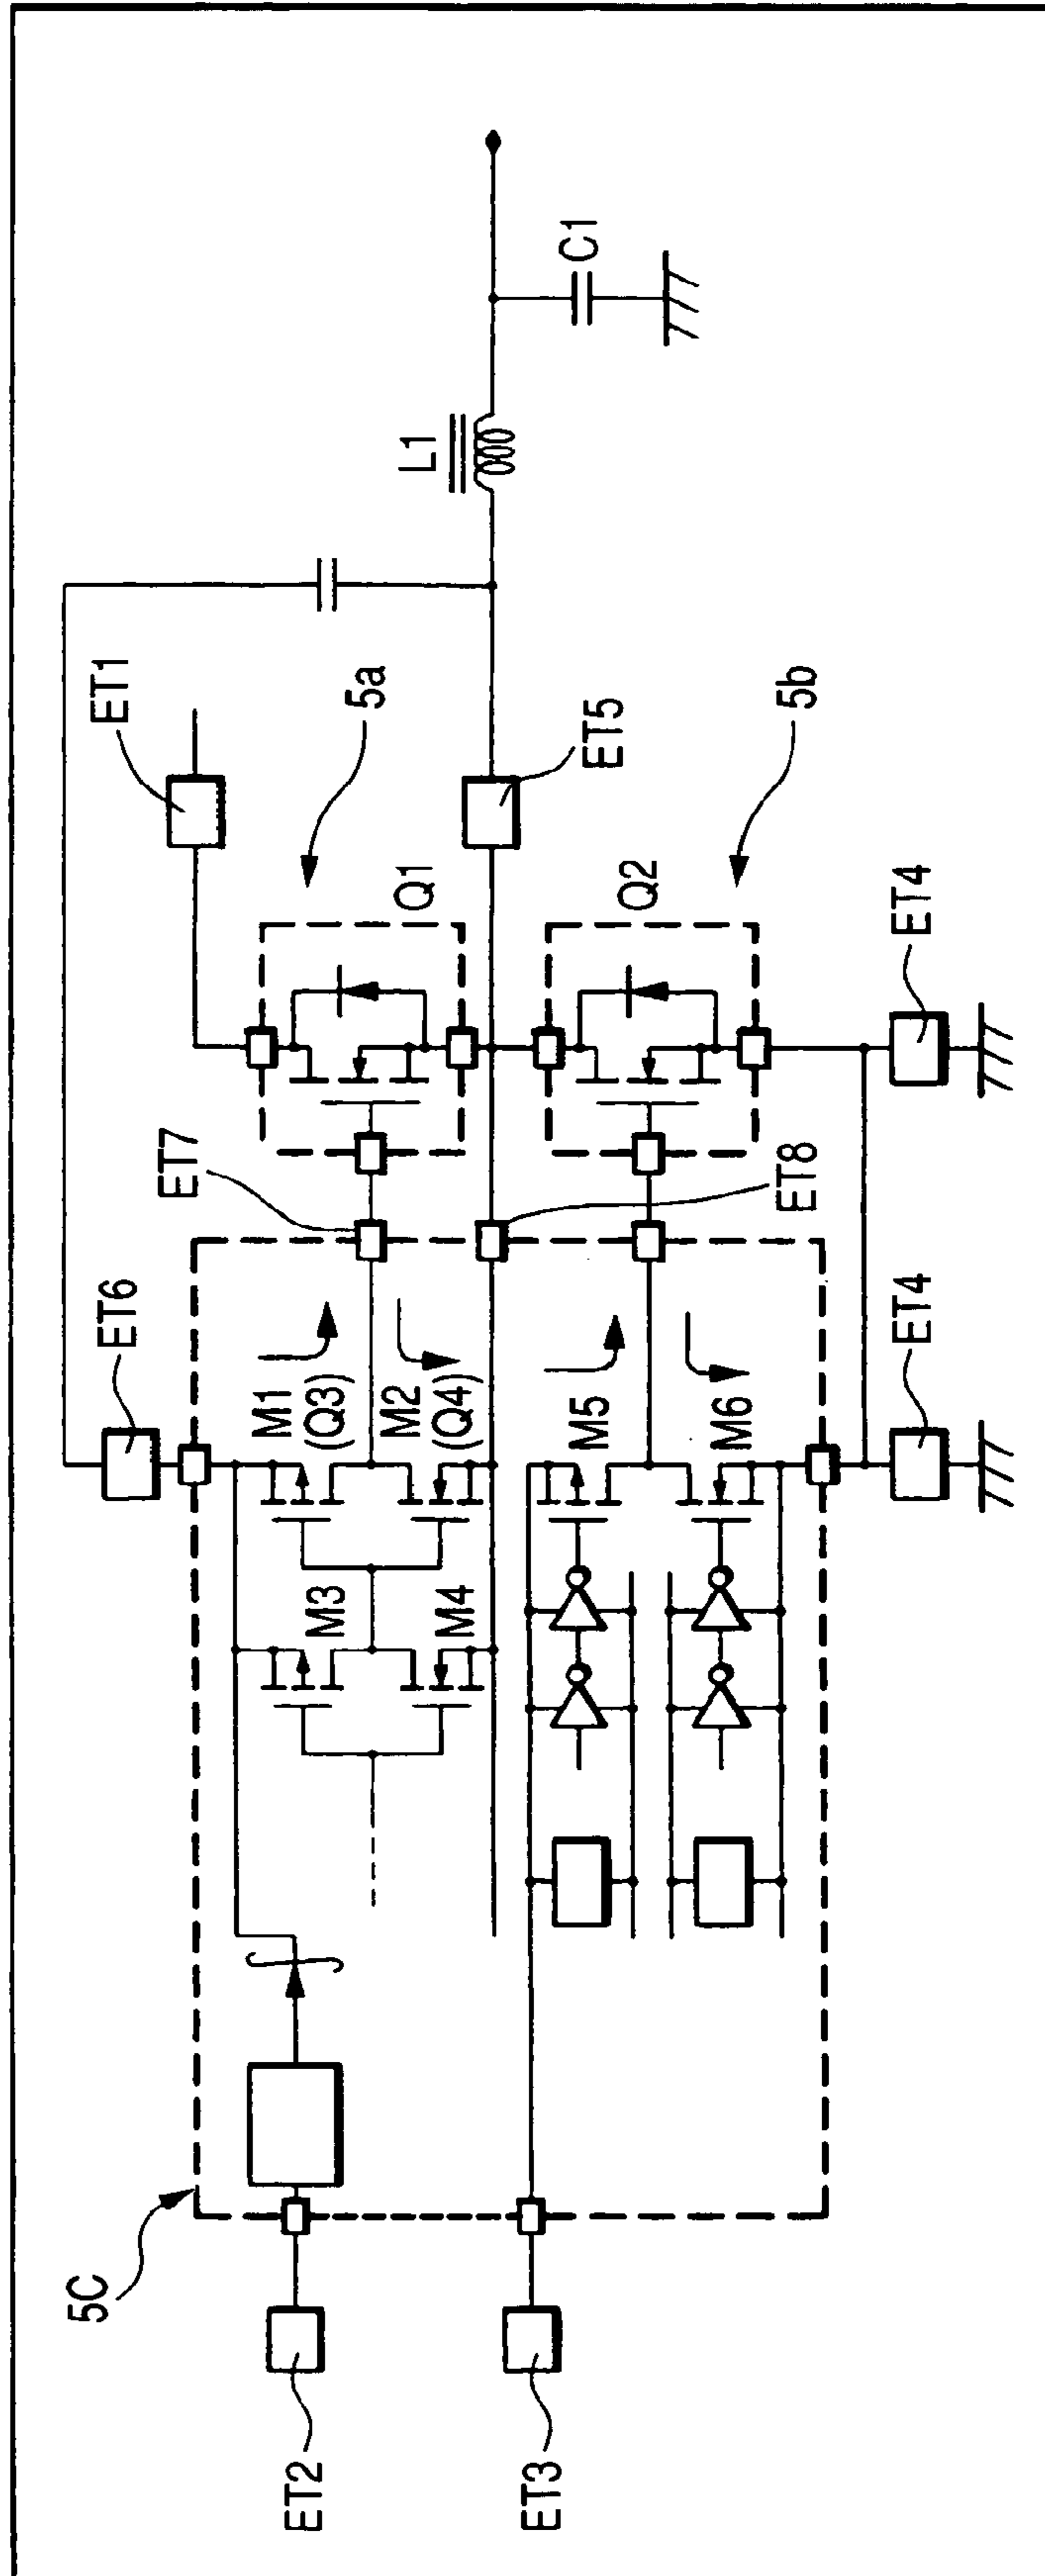 5C
ET2
ET3
ET6
M1
(Q3)
M2
(Q4)
M3
M4
M5
M6
ET7
ET8
ET4
ET4
Q1
Q2
ET1
5a
ET5
5b
L1
C1